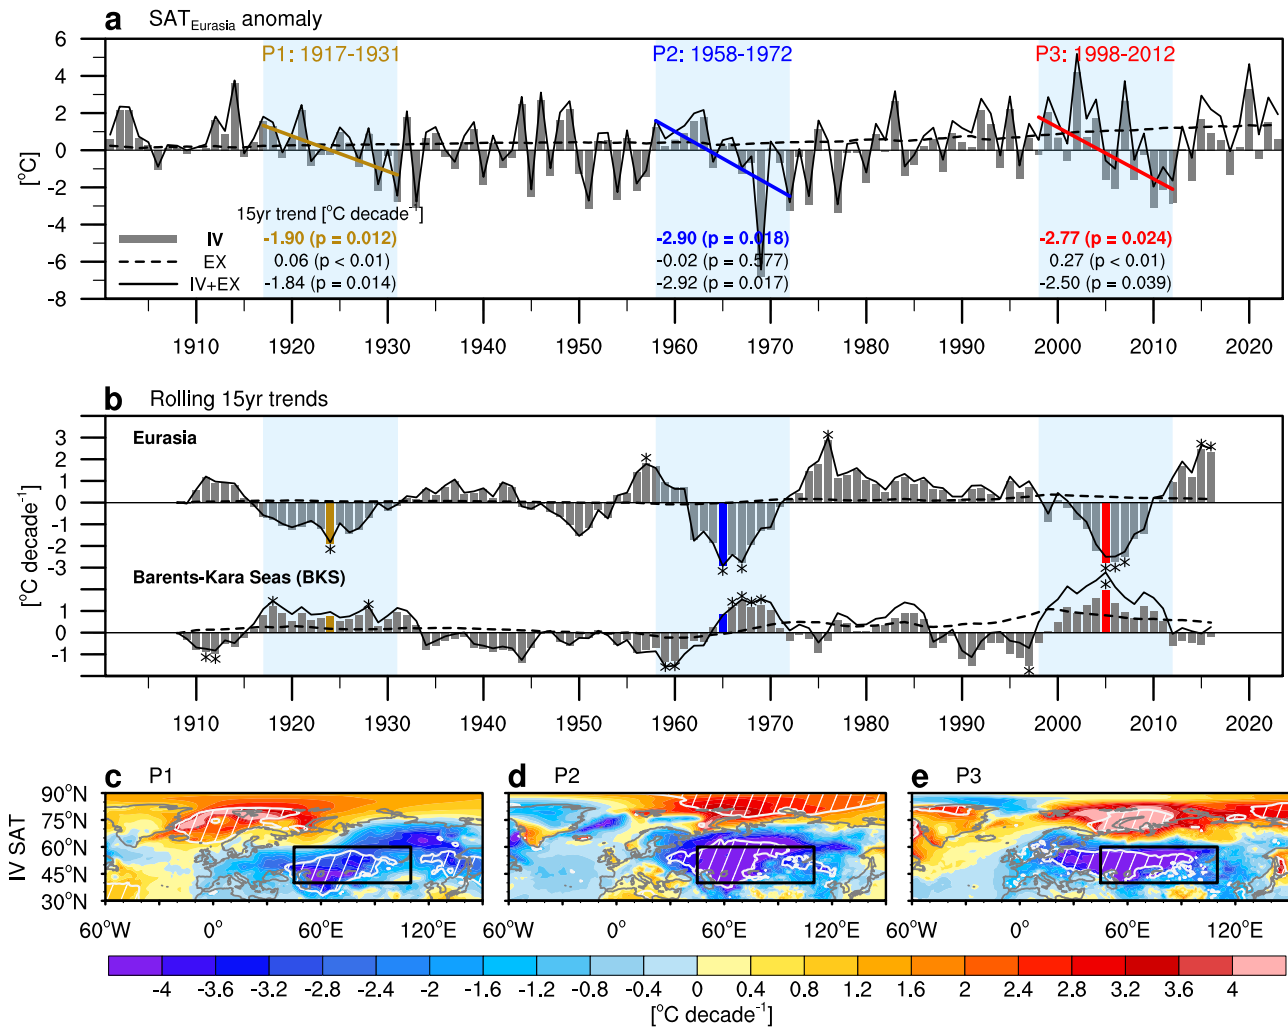 a SAT Eurasia anomaly
P1: 1917-1931 P2: 1958-1972 P3: 1998-2012
6
4
2
0
-2
-4
-6
-8
[°C]
15yr trend [°C decade⁻¹]
IV -1.90 (p = 0.012) -2.90 (p = 0.018) -2.77 (p = 0.024)
EX 0.06 (p < 0.01) -0.02 (p = 0.577) 0.27 (p < 0.01)
IV+EX -1.84 (p = 0.014) -2.92 (p = 0.017) -2.50 (p = 0.039)
1910 1920 1930 1940 1950 1960 1970 1980 1990 2000 2010 2020
b Rolling 15yr trends
Eurasia
3
2
1
0
-1
-2
-3
[°C decade⁻¹]
Barents-Kara Seas (BKS)
1
0
-1
1910 1920 1930 1940 1950 1960 1970 1980 1990 2000 2010 2020
c P1 d P2 e P3
90°N
75°N
60°N
45°N
30°N
IV SAT
60°W 0° 60°E 120°E 0° 60°E 120°E 0° 60°E 120°E
-4 -3.6 -3.2 -2.8 -2.4 -2 -1.6 -1.2 -0.8 -0.4 0 0.4 0.8 1.2 1.6 2 2.4 2.8 3.2 3.6 4
[°C decade⁻¹]